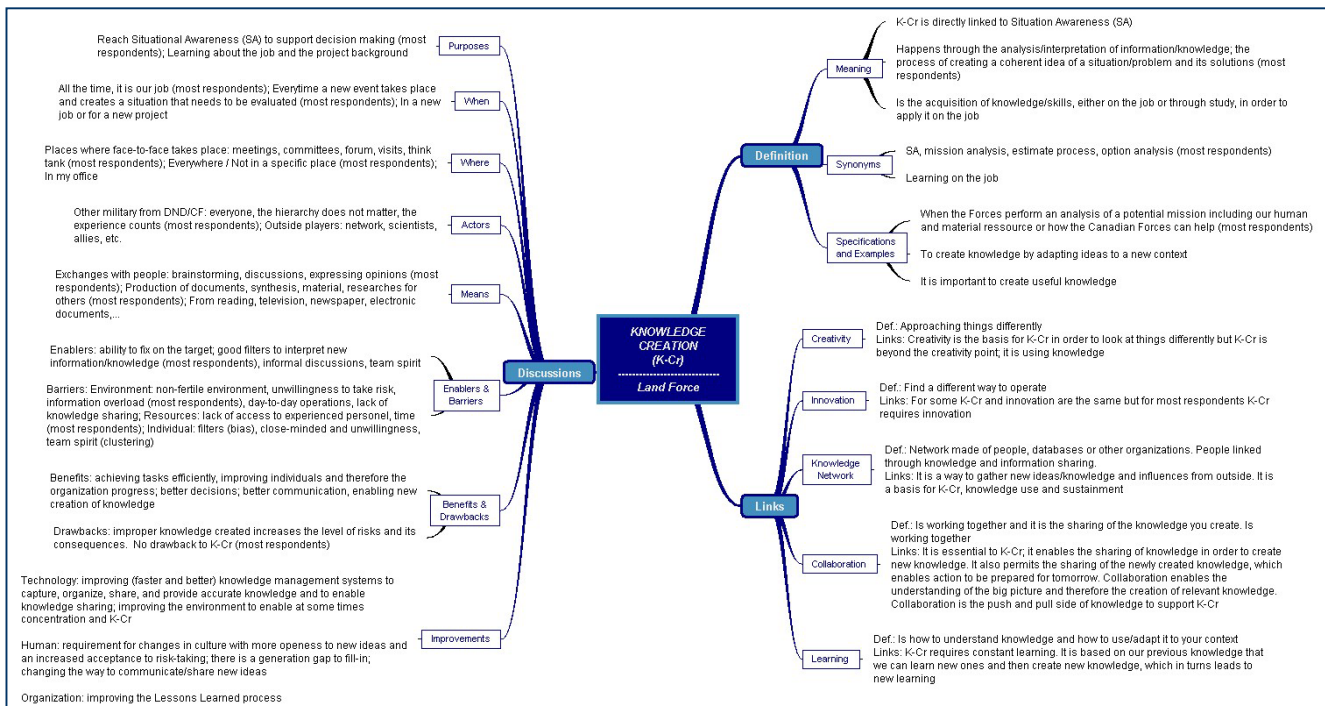 KNOWLEDGE
CREATION
(K-Cr)
------------------------------
Land Force
Definition
Meaning
K-Cr is directly linked to Situation Awareness (SA)
Happens through the analysis/interpretation of information/knowledge; the
process of creating a coherent idea of a situation/problem and its solutions (most
respondents)
Is the acquisition of knowledge/skills, either on the job or through study, in order to
apply it on the job
Synonyms
SA, mission analysis, estimate process, option analysis (most respondents)
Learning on the job
Specifications
and Examples
When the Forces perform an analysis of a potential mission including our human
and material ressource or how the Canadian Forces can help (most respondents)
To create knowledge by adapting ideas to a new context
It is important to create useful knowledge
Links
Creativity
Def.: Approaching things differently
Links: Creativity is the basis for K-Cr in order to look at things differently but K-Cr is
beyond the creativity point; it is using knowledge
Innovation
Def.: Find a different way to operate
Links: For some K-Cr and innovation are the same but for most respondents K-Cr
requires innovation
Knowledge
Network
Def.: Network made of people, databases or other organizations. People linked
through knowledge and information sharing.
Links: It is a way to gather new ideas/knowledge and influences from outside. It is
a basis for K-Cr, knowledge use and sustainment
Collaboration
Def.: Is working together and it is the sharing of the knowledge you create. Is
working together
Links: It is essential to K-Cr; it enables the sharing of knowledge in order to create
new knowledge. It also permits the sharing of the newly created knowledge, which
enables action to be prepared for tomorrow. Collaboration enables the
understanding of the big picture and therefore the creation of relevant knowledge.
Collaboration is the push and pull side of knowledge to support K-Cr
Learning
Def.: Is how to understand knowledge and how to use/adapt it to your context
Links: K-Cr requires constant learning. It is based on our previous knowledge that
we can learn new ones and then create new knowledge, which in turns leads to
new learning
Discussions
Purposes
Reach Situational Awareness (SA) to support decision making (most
respondents); Learning about the job and the project background
When
All the time, it is our job (most respondents); Everytime a new event takes place
and creates a situation that needs to be evaluated (most respondents); In a new
job or for a new project
Where
Places where face-to-face takes place: meetings, committees, forum, visits, think
tank (most respondents); Everywhere / Not in a specific place (most respondents);
In my office
Actors
Other military from DND/CF: everyone, the hierarchy does not matter, the
experience counts (most respondents); Outside players: network, scientists,
allies, etc.
Means
Exchanges with people: brainstorming, discussions, expressing opinions (most
respondents); Production of documents, synthesis, material, researches for
others (most respondents); From reading, television, newspaper, electronic
documents,...
Enablers &
Barriers
Enablers: ability to fix on the target; good filters to interpret new
information/knowledge (most respondents), informal discussions, team spirit
Barriers: Environment: non-fertile environment, unwillingness to take risk,
information overload (most respondents), day-to-day operations, lack of
knowledge sharing; Resources: lack of access to experienced personel, time
(most respondents); Individual: filters (bias), close-minded and unwillingness,
team spirit (clustering)
Benefits &
Drawbacks
Benefits: achieving tasks efficiently, improving individuals and therefore the
organization progress; better decisions; better communication, enabling new
creation of knowledge
Drawbacks: improper knowledge created increases the level of risks and its
consequences. No drawback to K-Cr (most respondents)
Improvements
Technology: improving (faster and better) knowledge management systems to
capture, organize, share, and provide accurate knowledge and to enable
knowledge sharing; improving the environment to enable at some times
concentration and K-Cr
Human: requirement for changes in culture with more openess to new ideas and
an increased acceptance to risk-taking; there is a generation gap to fill-in;
changing the way to communicate/share new ideas
Organization: improving the Lessons Learned process